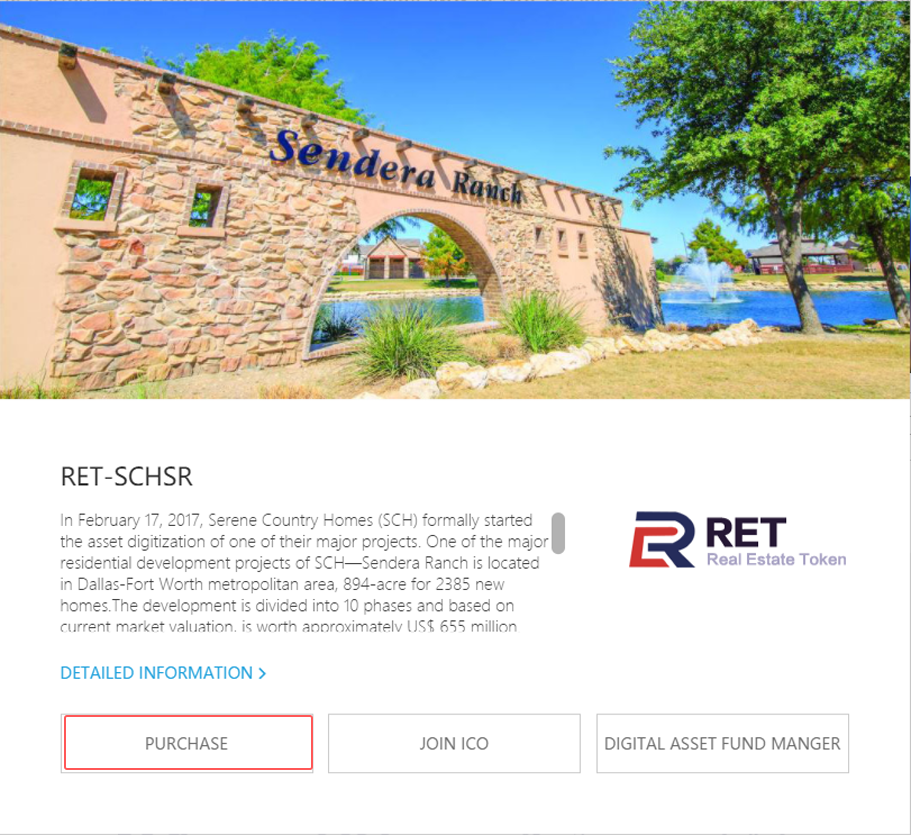 Sendera Ranch
RET-SCHSR
In February 17, 2017, Serene Country Homes (SCH) formally started
the asset digitization of one of their major projects. One of the major
residential development projects of SCH—Sendera Ranch is located
in Dallas-Fort Worth metropolitan area, 894-acre for 2385 new
homes.The development is divided into 10 phases and based on
current market valuation, is worth approximately US$ 655 million
RET
Real Estate Token
DETAILED INFORMATION >
PURCHASE
JOIN ICO
DIGITAL ASSET FUND MANGER